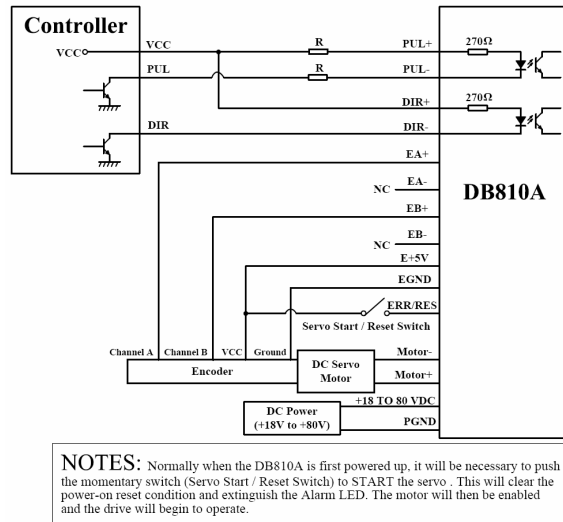 Controller
VCC
VCC
R
PUL+
270Ω
PUL
R
PUL-
DIR+
270Ω
DIR
DIR-
EA+
NC
EA-
DB810A
EB+
NC
EB-
E+5V
EGND
ERR/RES
Servo Start / Reset Switch
Channel A
Channel B
VCC
Ground
Encoder
DC Servo
Motor
Motor-
Motor+
DC Power
(+18V to +80V)
+18 TO 80 VDC
PGND
NOTES: Normally when the DB810A is first powered up, it will be necessary to push
the momentary switch (Servo Start / Reset Switch) to START the servo . This will clear the
power-on reset condition and extinguish the Alarm LED. The motor will then be enabled
and the drive will begin to operate.